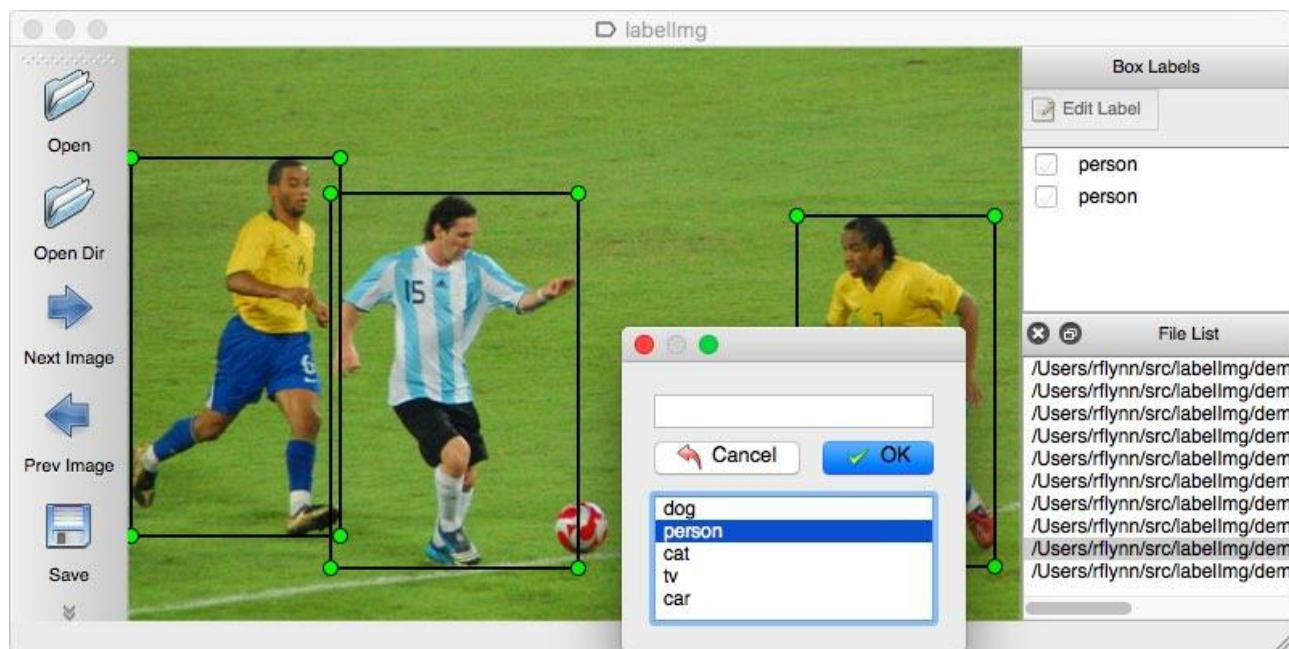 labelImg
Open
Open Dir
Next Image
Prev Image
Save
6
6
15
7
Box Labels
Edit Label
person
person
File List
/Users/rflynn/src/labelImg/dem
/Users/rflynn/src/labelImg/dem
/Users/rflynn/src/labelImg/dem
/Users/rflynn/src/labelImg/dem
/Users/rflynn/src/labelImg/dem
/Users/rflynn/src/labelImg/dem
/Users/rflynn/src/labelImg/dem
/Users/rflynn/src/labelImg/dem
/Users/rflynn/src/labelImg/dem
/Users/rflynn/src/labelImg/dem
Cancel
OK
dog
person
cat
tv
car